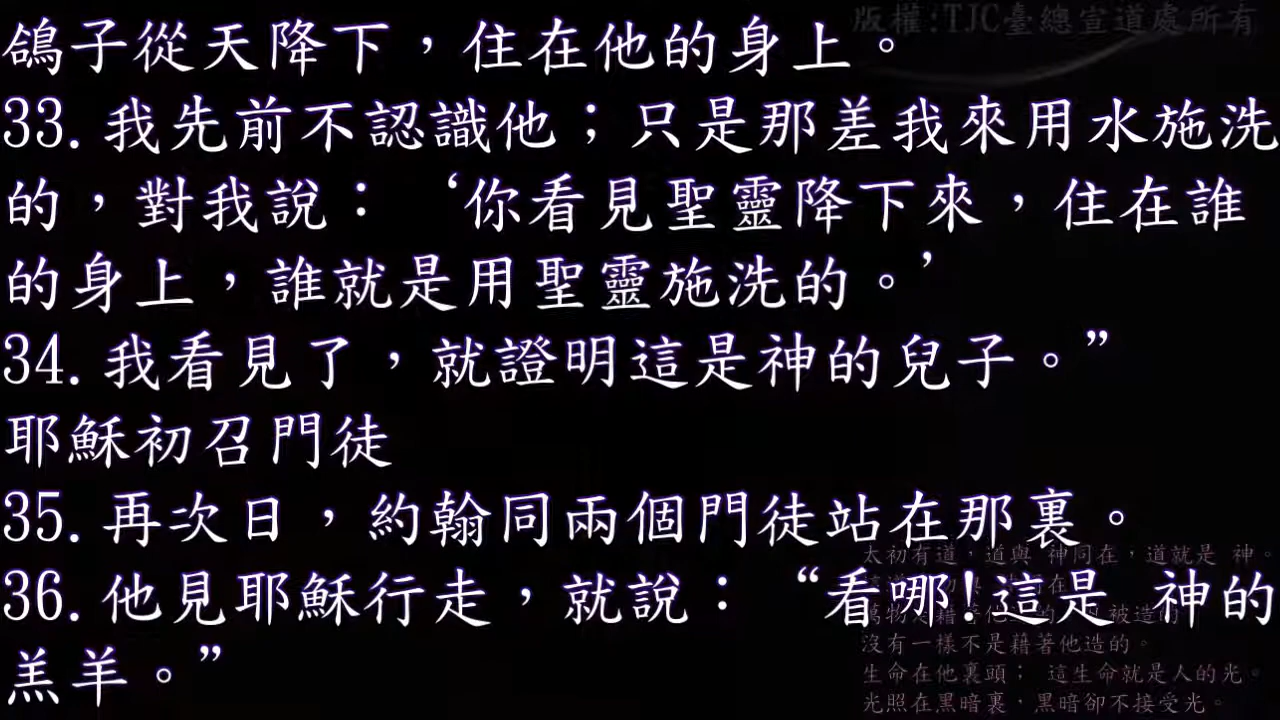 版權:TJC臺總宣道處所有
鴿子從天降下，住在他的身上。
33.我先前不認識他；只是那差我來用水施洗
的，對我說：‘你看見聖靈降下來，住在誰
的身上，誰就是用聖靈施洗的。’
34.我看見了，就證明這是神的兒子。”
耶穌初召門徒
35.再次日，約翰同兩個門徒站在那裏。
36.他見耶穌行走，就說：“看哪!這是 神的
羔羊。”
太初有道，道與 神同在，道就是 神。
沒有一樣不是藉著他造的。
生命在他裏頭； 這生命就是人的光。
光照在黑暗裏，黑暗卻不接受光。